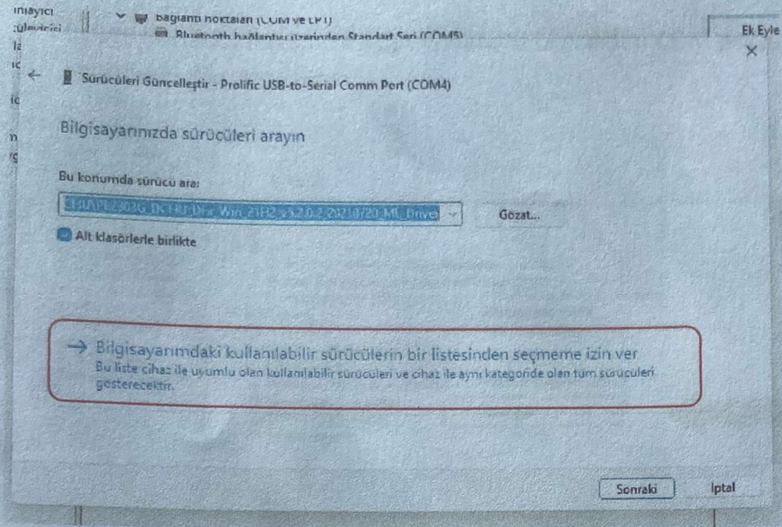 bağlantı noktaları (COM ve LPT)
Bluetooth bağlantısı üzerinden Standart Seri (COM5)
Ek Eyle
Sürücüleri Güncelleştir - Prolific USB-to-Serial Comm Port (COM4)
Bilgisayarınızda sürücüleri arayın
Bu konumda sürücü ara:
Gözat...
Alt klasörlerle birlikte
Bilgisayarımdaki kullanılabilir sürücülerin bir listesinden seçmeme izin ver
Bu liste cihaz ile uyumlu olan kullanılabilir sürücüleri ve cihaz ile aynı kategoride olan tüm sürücüleri
gösterecektir.
Sonraki
İptal